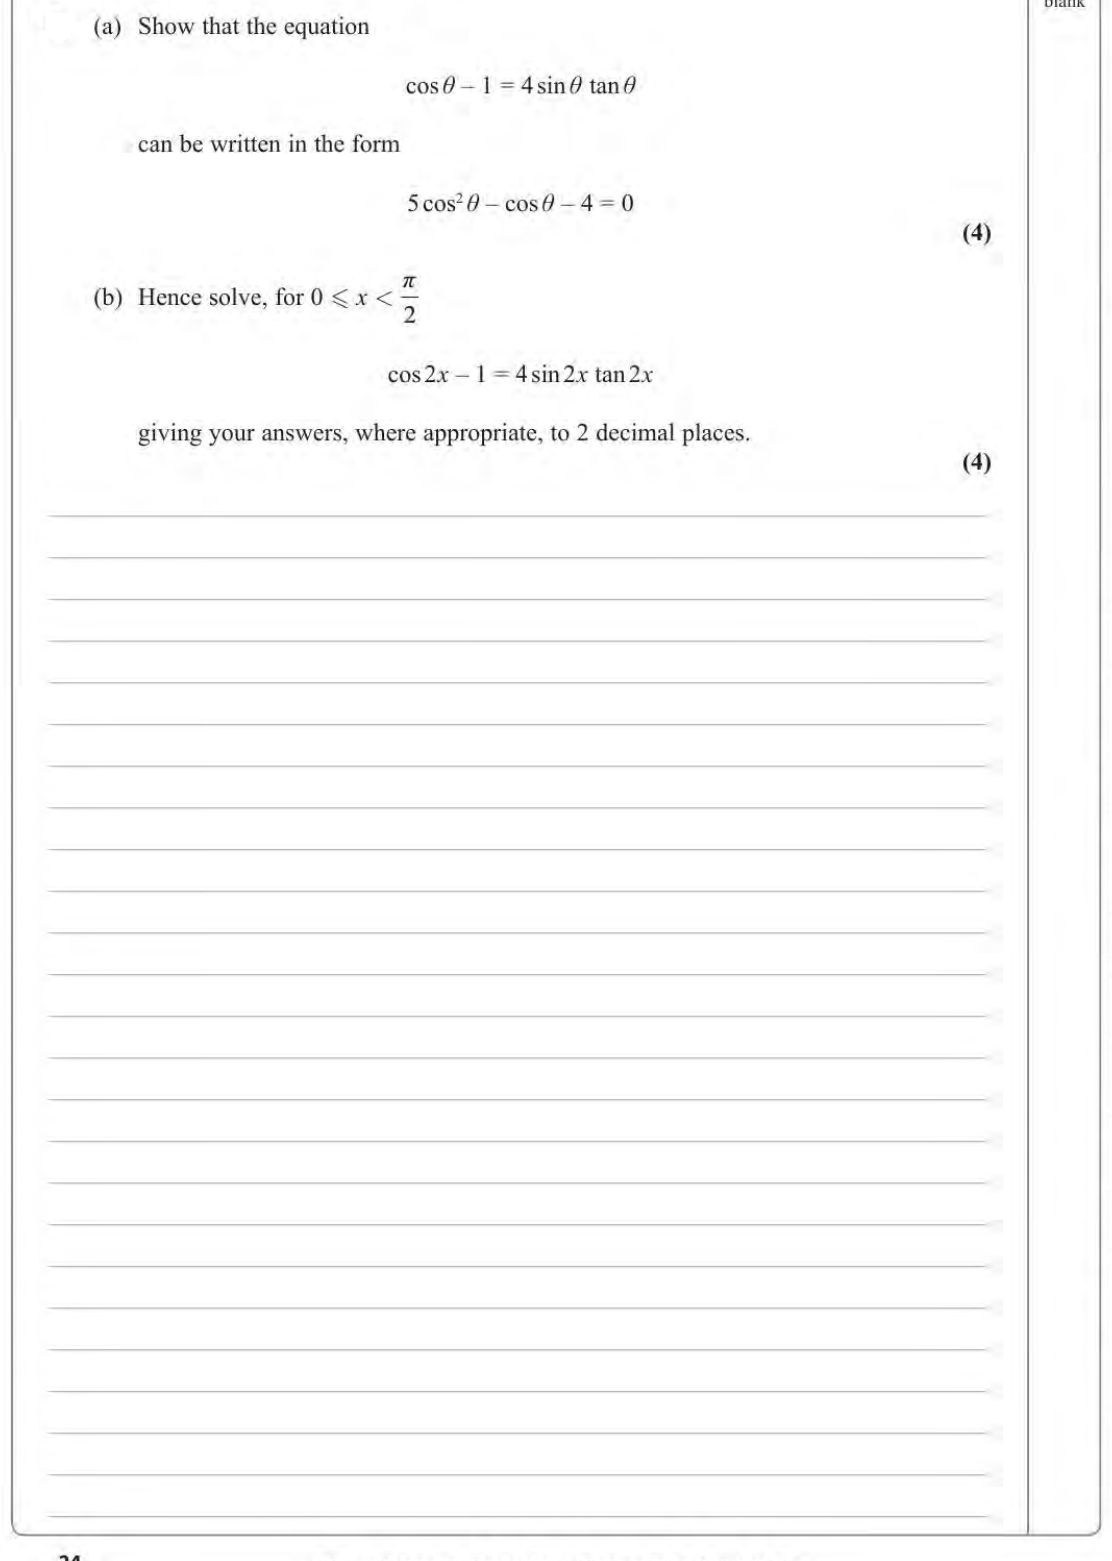 blank
(a) Show that the equation
cos θ – 1 = 4 sin θ tan θ
can be written in the form
5 cos² θ – cos θ – 4 = 0
(4)
(b) Hence solve, for 0 ⩽ x < π/2
cos 2x – 1 = 4 sin 2x tan 2x
giving your answers, where appropriate, to 2 decimal places.
(4)
24